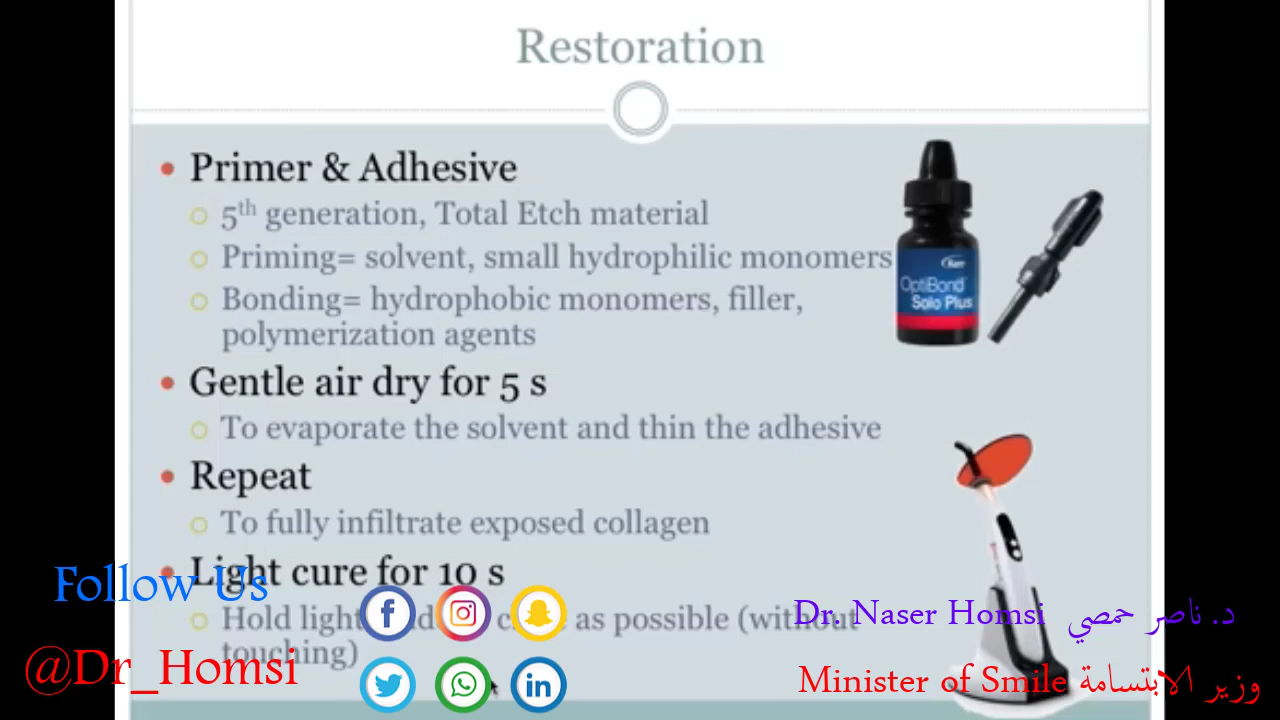 Restoration
Primer & Adhesive
5th generation, Total Etch material
Priming= solvent, small hydrophilic monomers
Bonding= hydrophobic monomers, filler,
polymerization agents
Kerr
OptiBond
Solo Plus
Gentle air dry for 5 s
To evaporate the solvent and thin the adhesive
Repeat
To fully infiltrate exposed collagen
Light cure for 10 s
Hold light as possible (without
touching)
Follow Us
@Dr_Homsi
Dr. Naser Homsi د. ناصر حمصي
Minister of Smile وزير الابتسامة